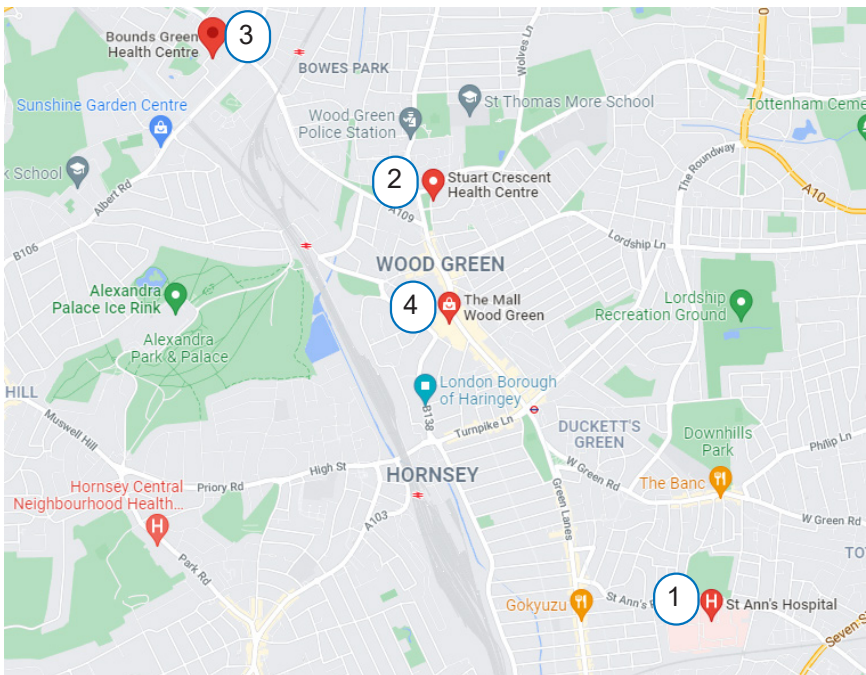 Bounds Green
Health Centre
3
BOWES PARK
Wolves Ln
Sunshine Garden Centre
Wood Green
Police Station
St Thomas More School
Tottenham Ceme
k School
Albert Rd
2
Stuart Crescent
Health Centre
The Roundway
A10
A109
B106
Lordship Ln
WOOD GREEN
Alexandra
Palace Ice Rink
4
The Mall
Wood Green
Lordship
Recreation Ground
Alexandra
Park & Palace
HILL
London Borough
of Haringey
B138
Muswell Hill
Turnpike Ln
DUCKETT'S
GREEN
Downhills
Park
Philip Ln
High St
HORNSEY
W Green Rd
The Banc
Hornsey Central
Neighbourhood Health...
Priory Rd
Green Lanes
W Green Rd
A103
Park Rd
TO
Gökyuzu
St Ann's
1
St Ann's Hospital
Seven S